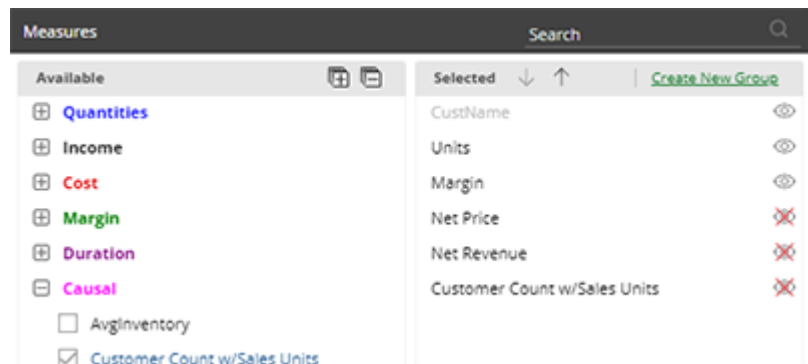 Measures
Search
Available
Quantities
Income
Cost
Margin
Duration
Causal
AvgInventory
Customer Count w/Sales Units
Selected
Create New Group
CustName
Units
Margin
Net Price
Net Revenue
Customer Count w/Sales Units